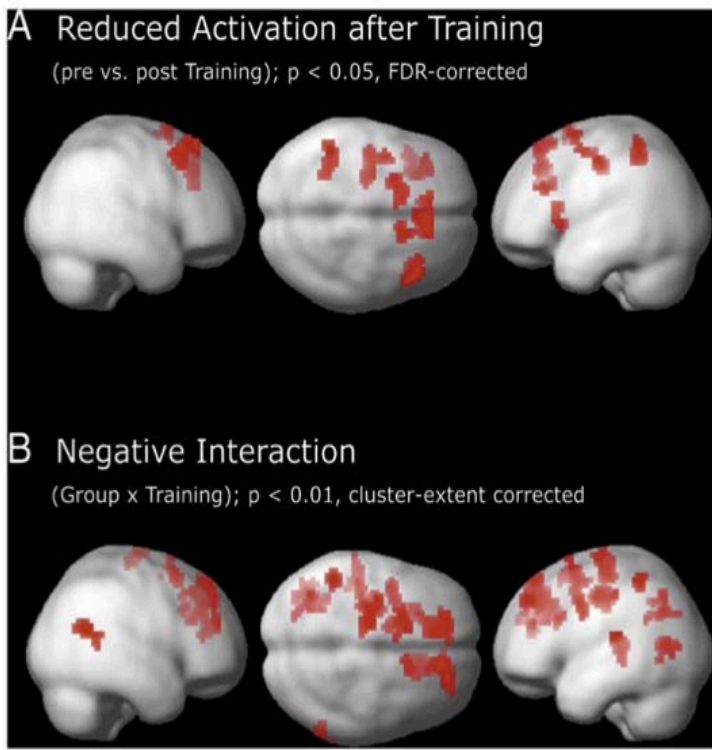 A Reduced Activation after Training
(pre vs. post Training); p < 0.05, FDR-corrected
B Negative Interaction
(Group x Training); p < 0.01, cluster-extent corrected